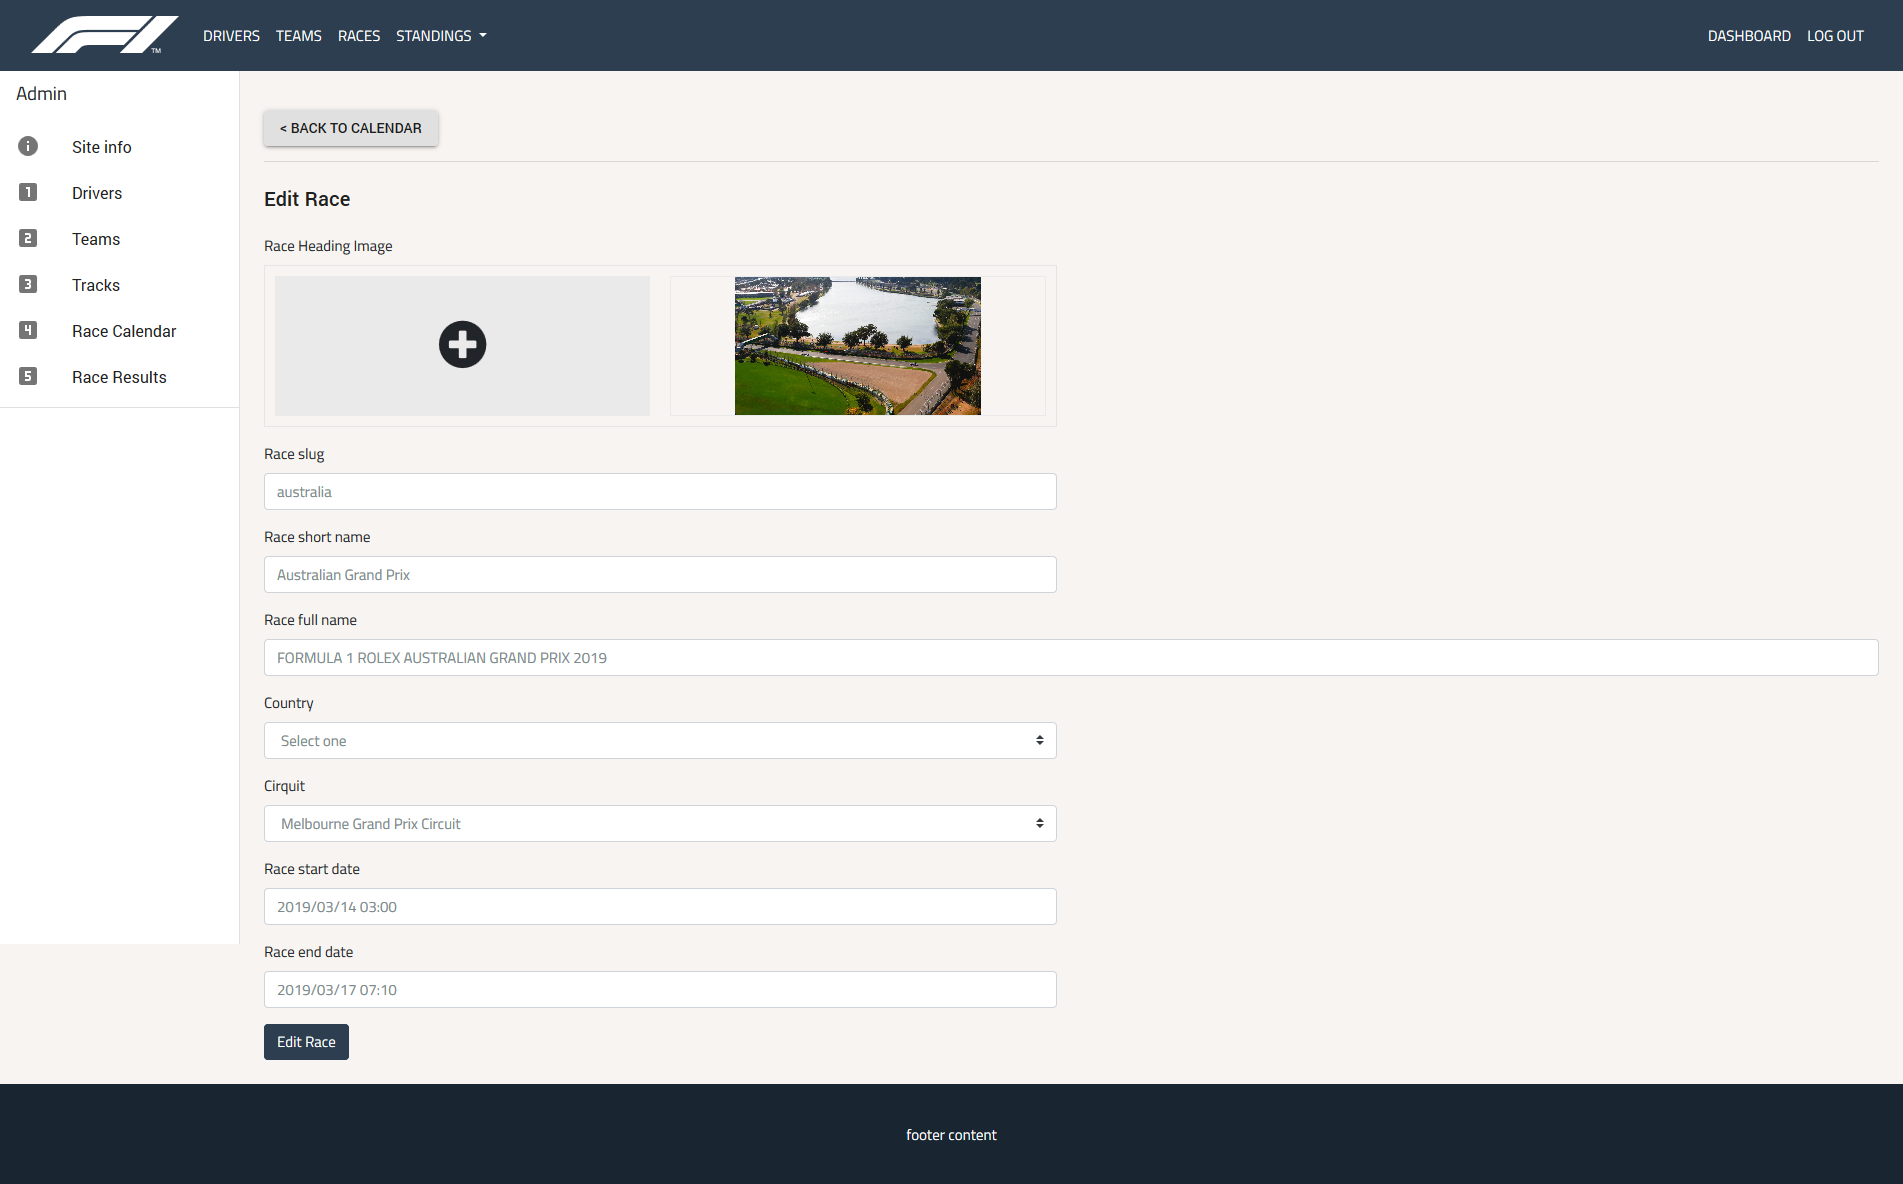 F1 TM
DRIVERS TEAMS RACES STANDINGS
DASHBOARD LOG OUT
Admin
Site info
1 Drivers
2 Teams
3 Tracks
4 Race Calendar
5 Race Results
< BACK TO CALENDAR
Edit Race
Race Heading Image
Race slug
australia
Race short name
Australian Grand Prix
Race full name
FORMULA 1 ROLEX AUSTRALIAN GRAND PRIX 2019
Country
Select one
Cirquit
Melbourne Grand Prix Circuit
Race start date
2019/03/14 03:00
Race end date
2019/03/17 07:10
Edit Race
footer content